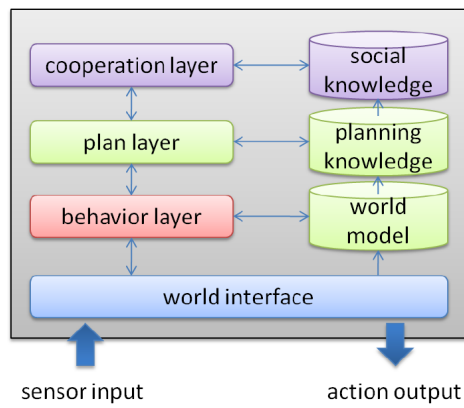 cooperation layer
social
knowledge
plan layer
planning
knowledge
behavior layer
world
model
world interface
sensor input
action output